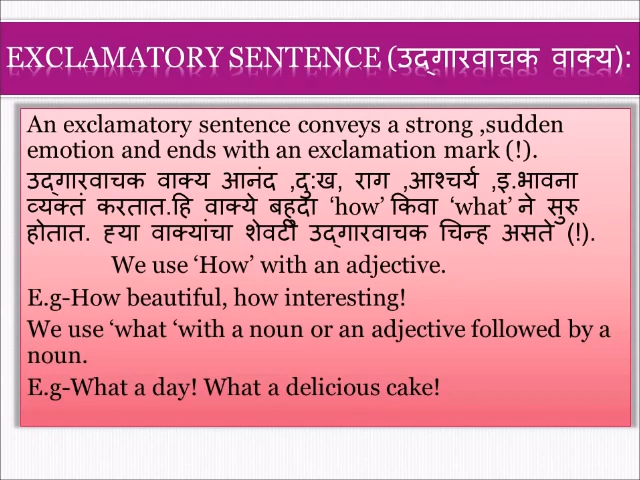 EXCLAMATORY SENTENCE (उद्गारवाचक वाक्य):
An exclamatory sentence conveys a strong ,sudden
emotion and ends with an exclamation mark (!).
उद्गारवाचक वाक्य आनंद ,दुःख, राग ,आश्चर्य ,इ.भावना
व्यक्तं करतात.हि वाक्ये बहुदा ‘how’ किवा ‘what’ ने सुरु
होतात. ह्या वाक्यांचा शेवटी उद्गारवाचक चिन्ह असते (!).
We use ‘How’ with an adjective.
E.g-How beautiful, how interesting!
We use ‘what ‘with a noun or an adjective followed by a
noun.
E.g-What a day! What a delicious cake!